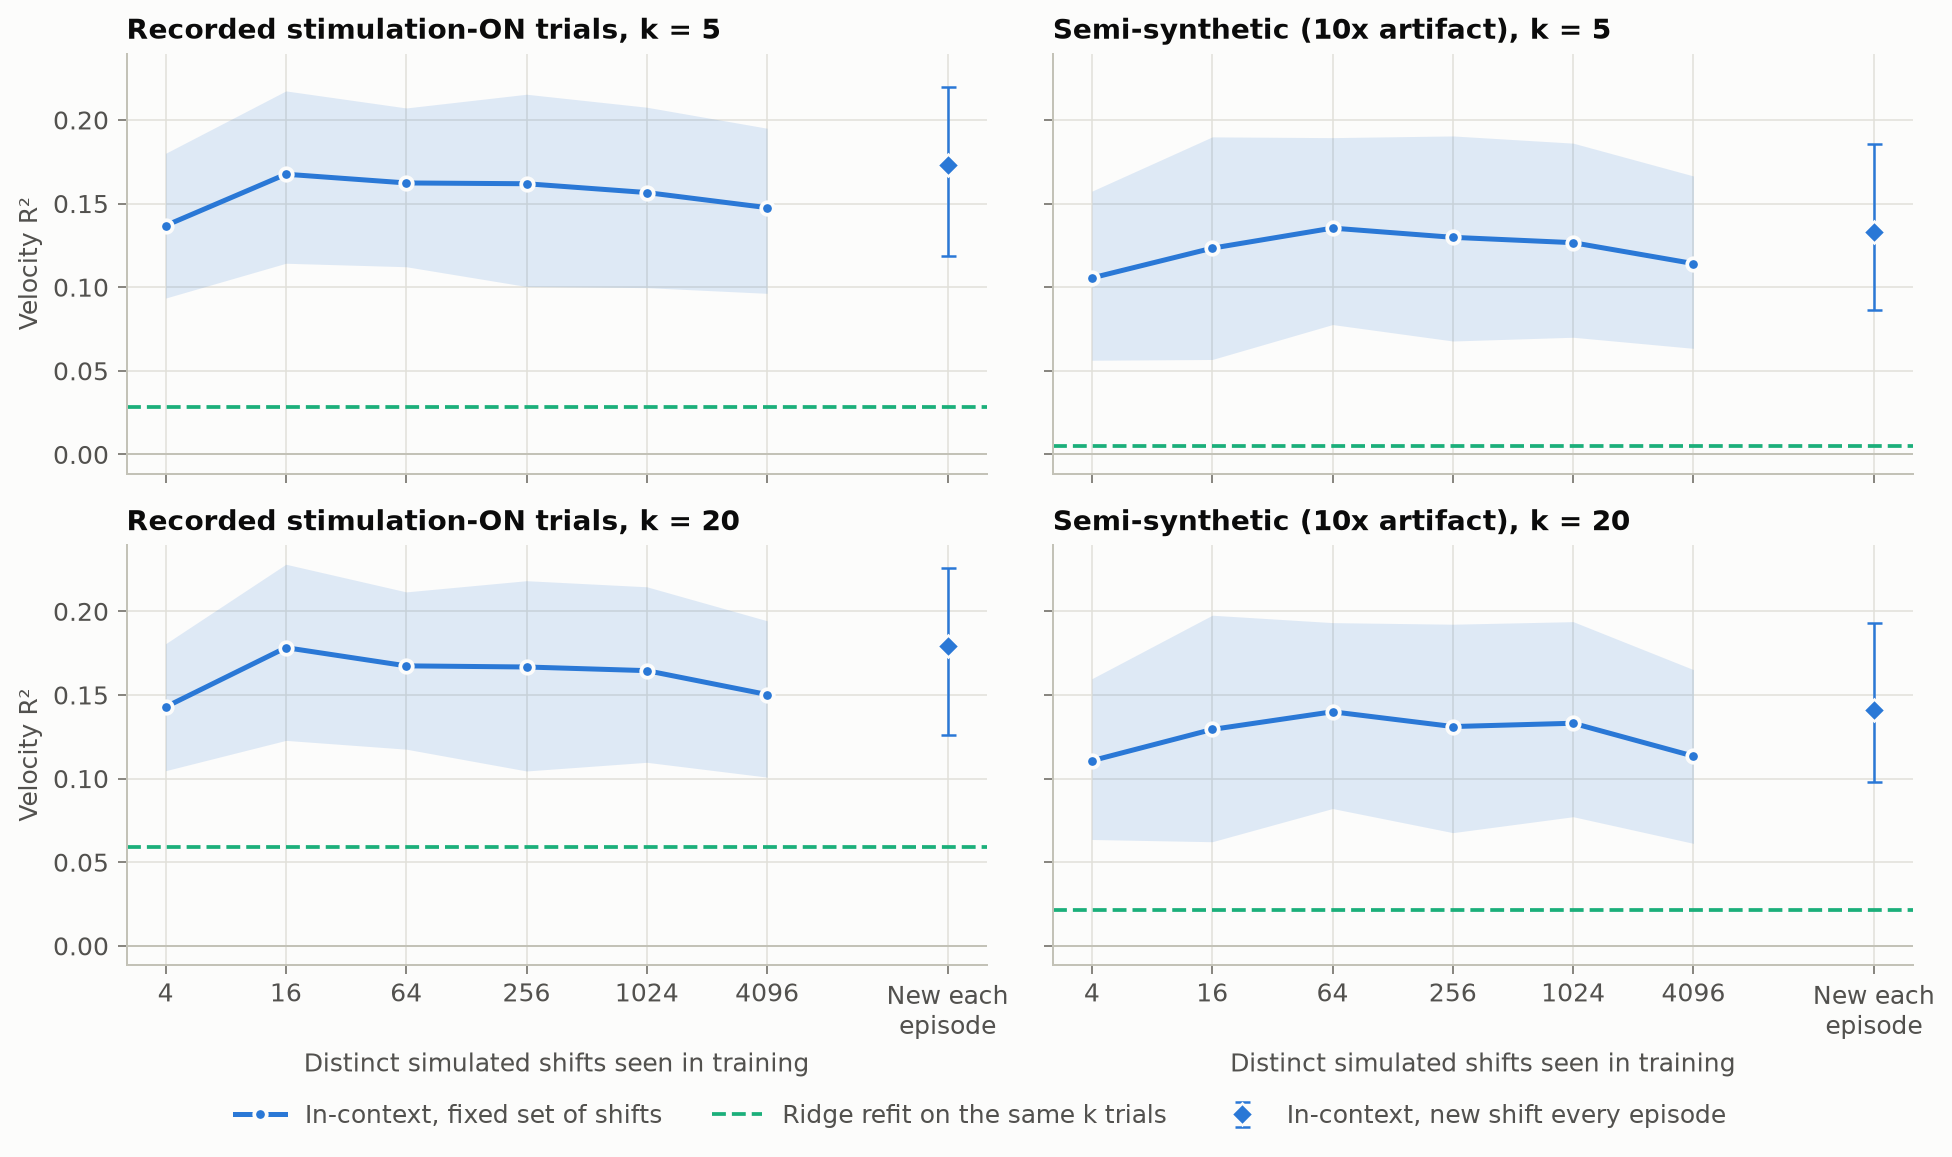 Recorded stimulation-ON trials, k = 5
Semi-synthetic (10x artifact), k = 5
Velocity R²
0.20
0.15
0.10
0.05
0.00
Recorded stimulation-ON trials, k = 20
Semi-synthetic (10x artifact), k = 20
Velocity R²
0.20
0.15
0.10
0.05
0.00
4 16 64 256 1024 4096 New each
episode
4 16 64 256 1024 4096 New each
episode
Distinct simulated shifts seen in training
Distinct simulated shifts seen in training
In-context, fixed set of shifts
Ridge refit on the same k trials
In-context, new shift every episode